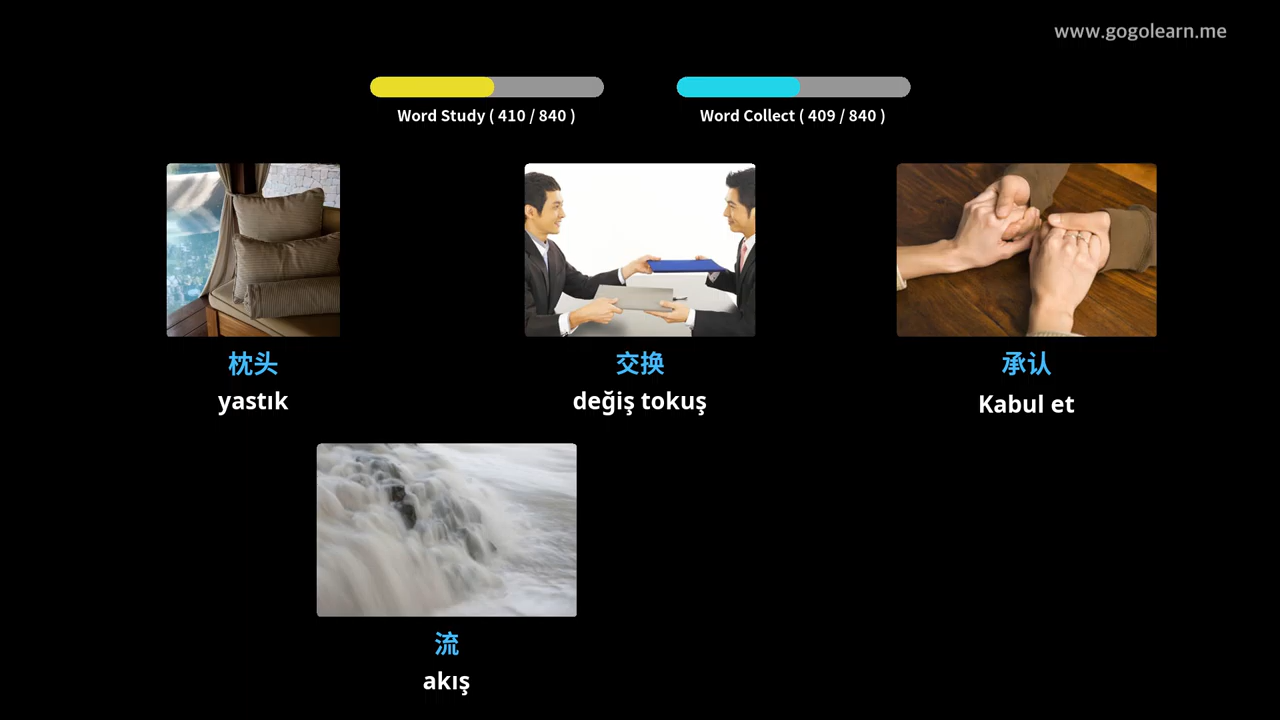 www.gogolearn.me
Word Study ( 410 / 840 )
Word Collect ( 409 / 840 )
枕头
yastık
交换
değiş tokuş
承认
Kabul et
流
akış